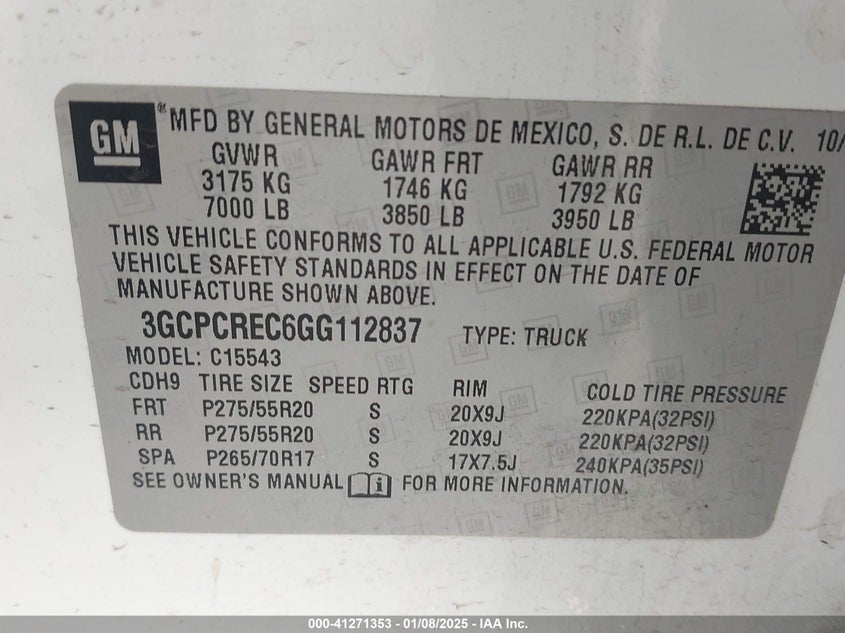 GM ® MFD BY GENERAL MOTORS DE MEXICO, S. DE R.L. DE C.V. 10/
GVWR GAWR FRT GAWR RR
3175 KG 1746 KG 1792 KG
7000 LB 3850 LB 3950 LB
THIS VEHICLE CONFORMS TO ALL APPLICABLE U.S. FEDERAL MOTOR
VEHICLE SAFETY STANDARDS IN EFFECT ON THE DATE OF
MANUFACTURE SHOWN ABOVE.
3GCPCREC6GG112837 TYPE: TRUCK
MODEL: C15543
CDH9 TIRE SIZE SPEED RTG RIM COLD TIRE PRESSURE
FRT P275/55R20 S 20X9J 220KPA(32PSI)
RR P275/55R20 S 20X9J 220KPA(32PSI)
SPA P265/70R17 S 17X7.5J 240KPA(35PSI)
SEE OWNER'S MANUAL i FOR MORE INFORMATION.
000-41271353 | 01/08/2025 - IAA Inc.